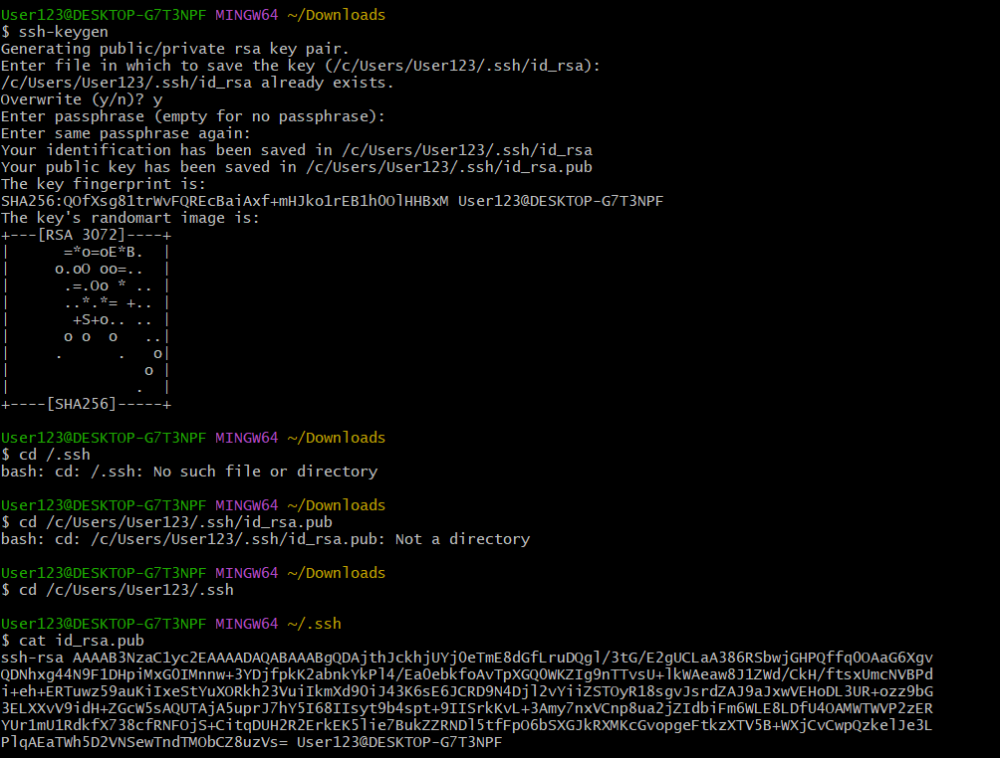 User123@DESKTOP-G7T3NPF MINGW64 ~/Downloads
$ ssh-keygen
Generating public/private rsa key pair.
Enter file in which to save the key (/c/Users/User123/.ssh/id_rsa):
/c/Users/User123/.ssh/id_rsa already exists.
Overwrite (y/n)? y
Enter passphrase (empty for no passphrase):
Enter same passphrase again:
Your identification has been saved in /c/Users/User123/.ssh/id_rsa
Your public key has been saved in /c/Users/User123/.ssh/id_rsa.pub
The key fingerprint is:
SHA256:QOfXsg81trWvFQREcBaiAxf+mHJko1rEB1h0OlHHBxM User123@DESKTOP-G7T3NPF
The key's randomart image is:
+---[RSA 3072]----+
|      =*o=oE*B.  |
|     o.oO oo=..  |
|      .=.Oo * .. |
|      ..*.*= +.. |
|       +S+o.. .. |
|      o o  o   ..|
|     .      .   o|
|               o |
|              .  |
+----[SHA256]-----+
User123@DESKTOP-G7T3NPF MINGW64 ~/Downloads
$ cd /.ssh
bash: cd: /.ssh: No such file or directory
User123@DESKTOP-G7T3NPF MINGW64 ~/Downloads
$ cd /c/Users/User123/.ssh/id_rsa.pub
bash: cd: /c/Users/User123/.ssh/id_rsa.pub: Not a directory
User123@DESKTOP-G7T3NPF MINGW64 ~/Downloads
$ cd /c/Users/User123/.ssh
User123@DESKTOP-G7T3NPF MINGW64 ~/.ssh
$ cat id_rsa.pub
ssh-rsa AAAAB3NzaC1yc2EAAAADAQABAAABgQDAjthJckhjUYj0eTmE8dGfLruDQgl/3tG/E2gUCLaA386RSbwjGHPQffq0OAaG6Xgv
QDNhxg44N9F1DHpiMxGOIMnnw+3YDjfpkK2abnkYkPl4/Ea0ebkfoAvTpXGQOWKZIg9nTTvsU+lkWAeaw8J1ZWd/CkH/ftsxUmcNVBPd
i+eh+ERTuwz59auKiIxeStYuXORkh23VuiIkmXd90iJ43K6sE6JCRD9N4Djl2vYiiZSTOyR18sgvJsrdZAJ9aJxwVEHoDL3UR+ozz9bG
3ELXXvV9idH+ZGcW5sAQUTAjA5uprJ7hY5I68IIsyt9b4spt+9IISrkKvL+3Amy7nxVCnp8ua2jZIdbiFm6WLE8LDfU4OAMWTWVP2zER
YUr1mU1RdkfX738cfRNFOjS+CitqDUH2R2ErkEK5lie7BukZZRNDl5tfFpO6bSXGJkRXMKcGvopgeFtkzXTV5B+WXjCvCwpQzkelJe3L
PlqAEaTWh5D2VNSewTndTMObCZ8uzVs= User123@DESKTOP-G7T3NPF